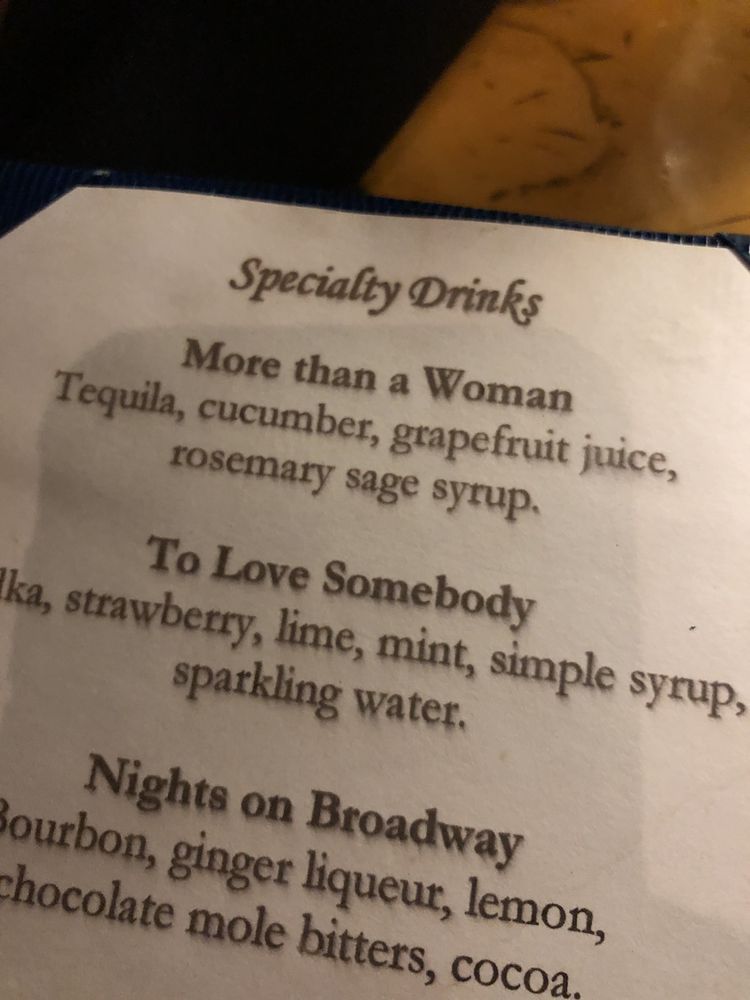 Specialty Drinks
More than a Woman
Tequila, cucumber, grapefruit juice,
rosemary sage syrup.
To Love Somebody
lka, strawberry, lime, mint, simple syrup,
sparkling water.
Nights on Broadway
Bourbon, ginger liqueur, lemon,
chocolate mole bitters, cocoa.